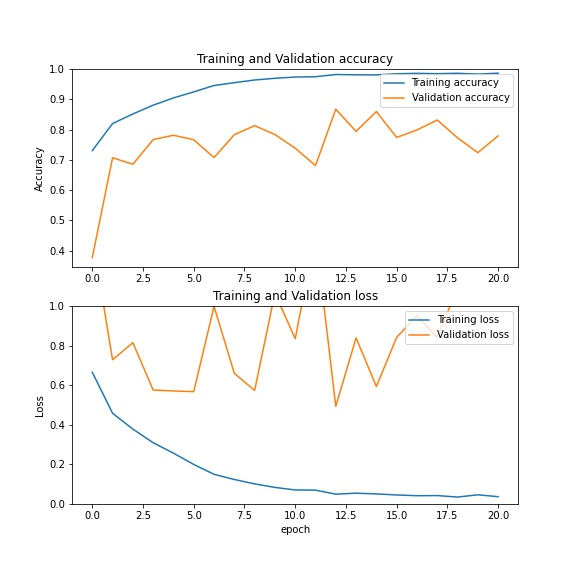 Training and Validation accuracy
1.0
0.9
0.8
0.7
0.6
0.5
0.4
Accuracy
Training accuracy
Validation accuracy
0.0 2.5 5.0 7.5 10.0 12.5 15.0 17.5 20.0
Training and Validation loss
1.0
0.8
0.6
0.4
0.2
0.0
Loss
Training loss
Validation loss
0.0 2.5 5.0 7.5 10.0 12.5 15.0 17.5 20.0
epoch